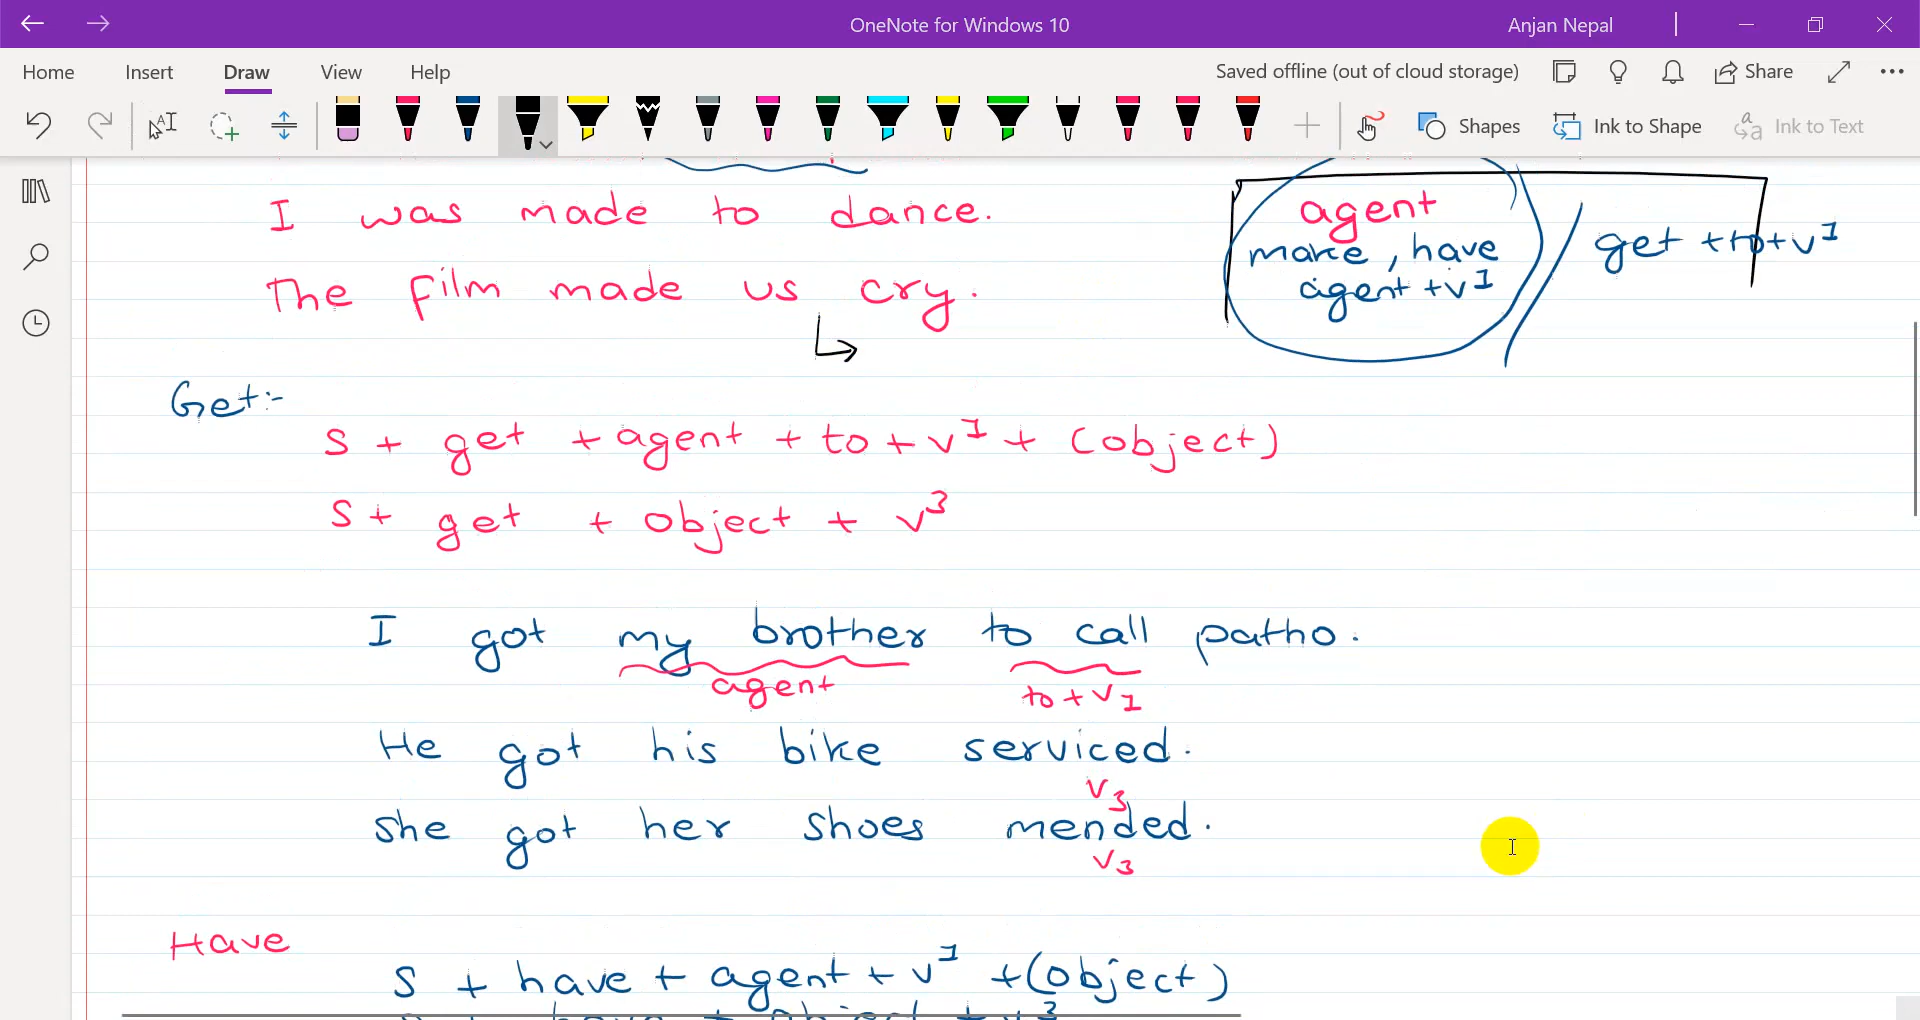 OneNote for Windows 10
Anjan Nepal
Home Insert Draw View Help
Saved offline (out of cloud storage)
Share
Shapes
Ink to Shape
Ink to Text
I was made to dance.
The film made us cry.
agent
make, have
agent + v1
get + to + v1
Get:-
S + get + agent + to + v1 + (object)
S + get + object + v3
I got my brother to call patho.
agent
to + v1
He got his bike serviced.
v3
she got her shoes mended.
v3
Have
S + have + agent + v1 + (object)
S + have + object + v3